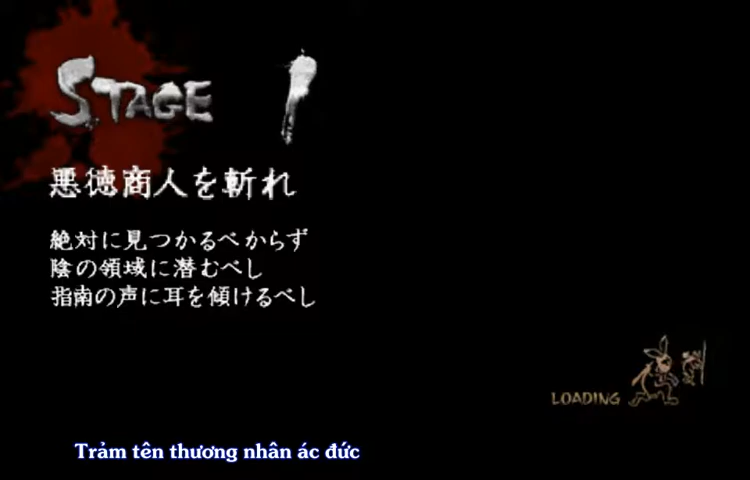 STAGE 1
悪徳商人を斬れ
絶対に見つかるべからず
陰の領域に潜むべし
指南の声に耳を傾けるべし
LOADING
Trảm tên thương nhân ác đức